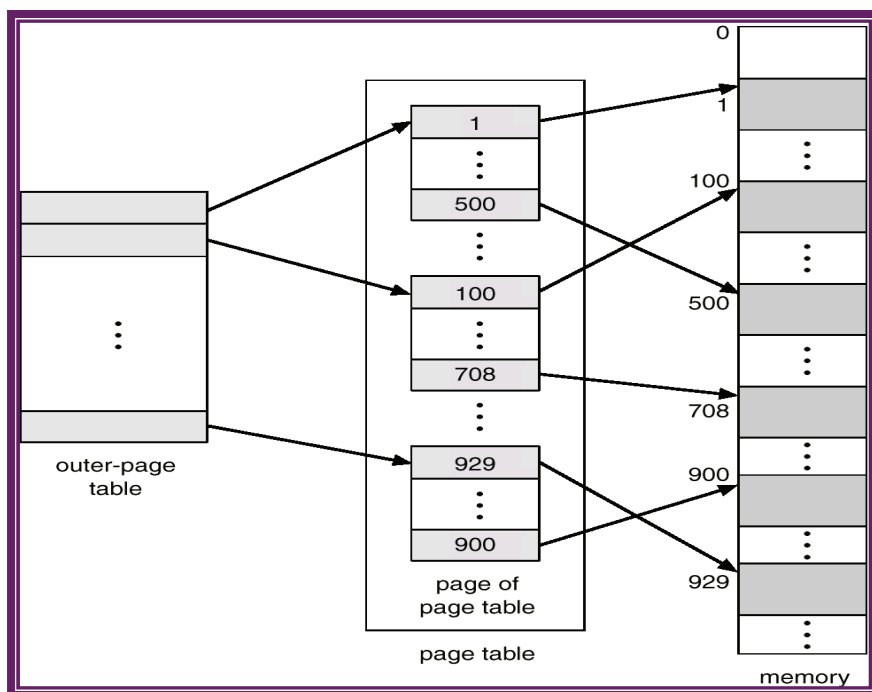 outer-page
table
1
500
100
708
929
900
page of
page table
page table
0
1
100
500
708
900
929
memory